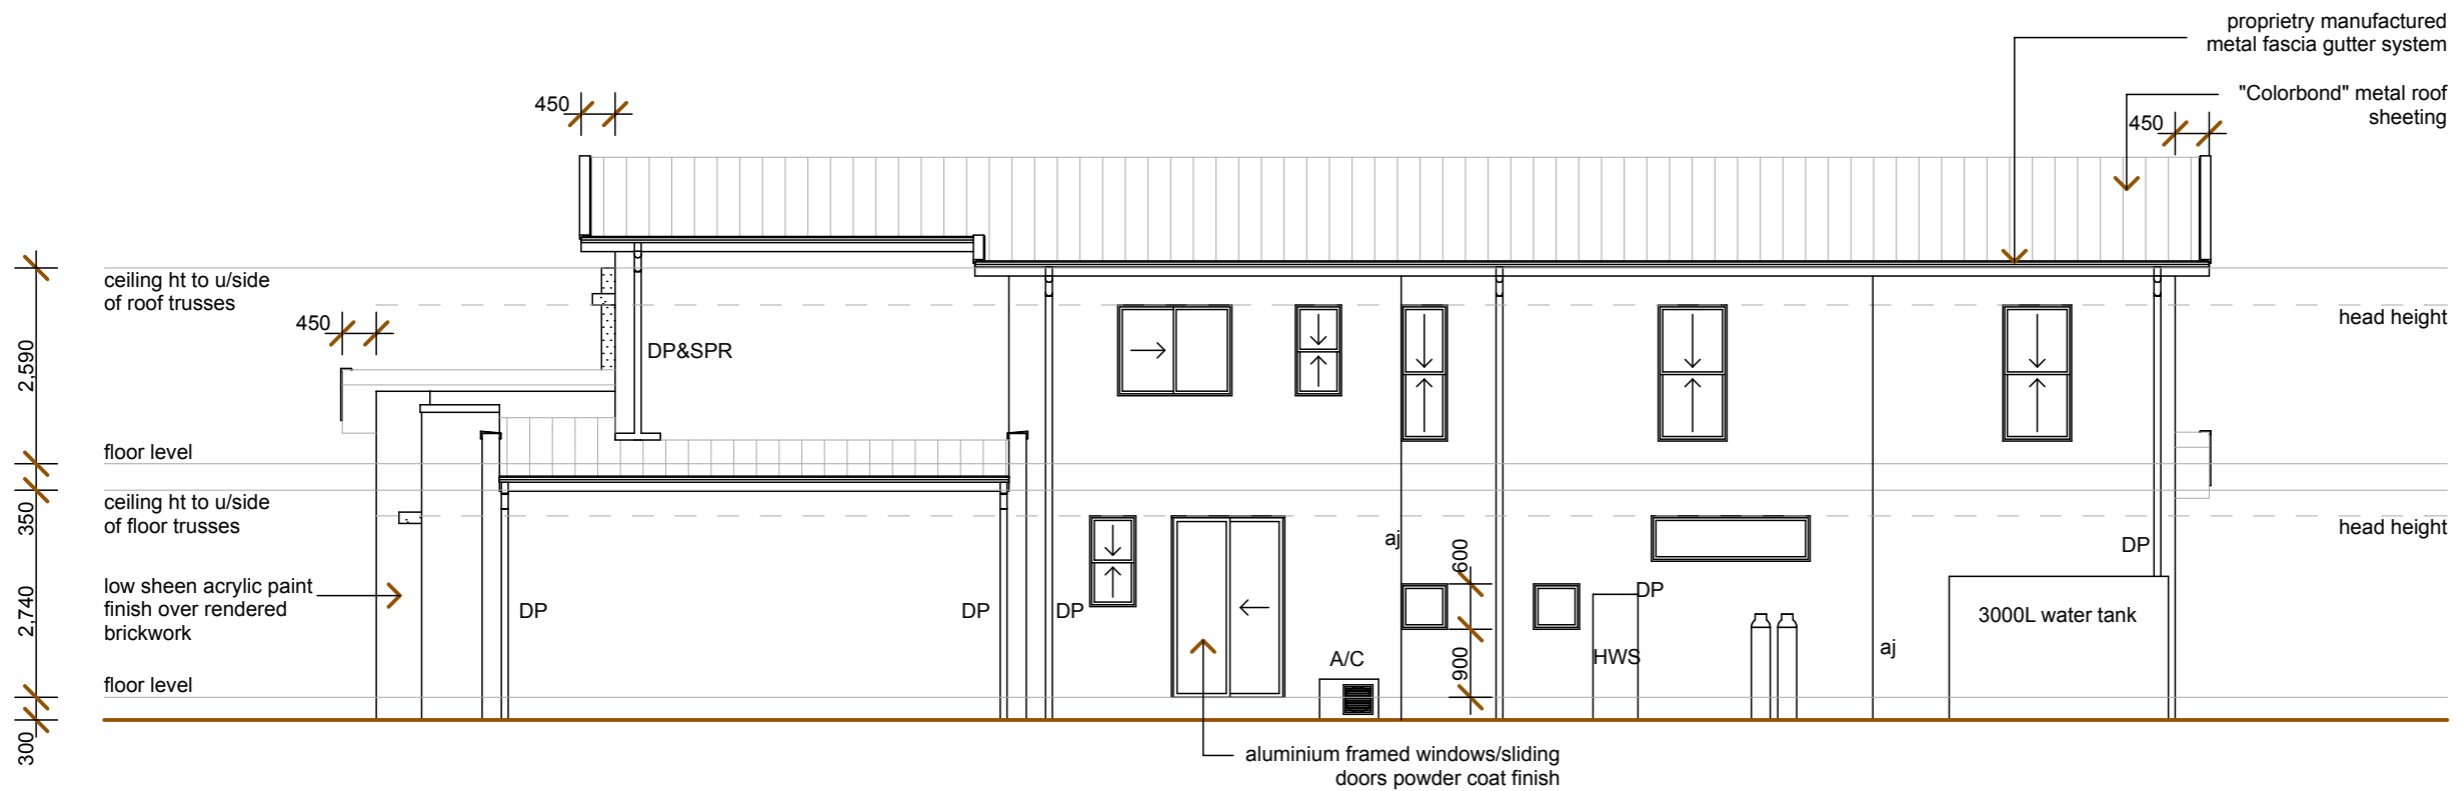 proprietry manufactured
metal fascia gutter system
"Colorbond" metal roof
sheeting
450
450
450
ceiling ht to u/side
of roof trusses
head height
DP&SPR
2,590
floor level
ceiling ht to u/side
of floor trusses
head height
350
aj
600
DP
low sheen acrylic paint
finish over rendered
brickwork
2,740
DP
DP
DP
DP
3000L water tank
A/C
900
HWS
aj
floor level
300
aluminium framed windows/sliding
doors powder coat finish